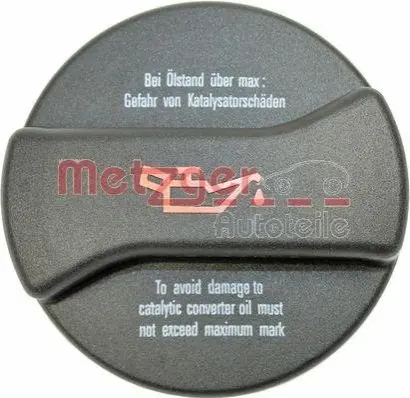 Bei Ölstand über max:
Gefahr von Katalysatorschäden
Metzger
Autoteile
To avoid damage to
catalytic converter oil must
not exceed maximum mark